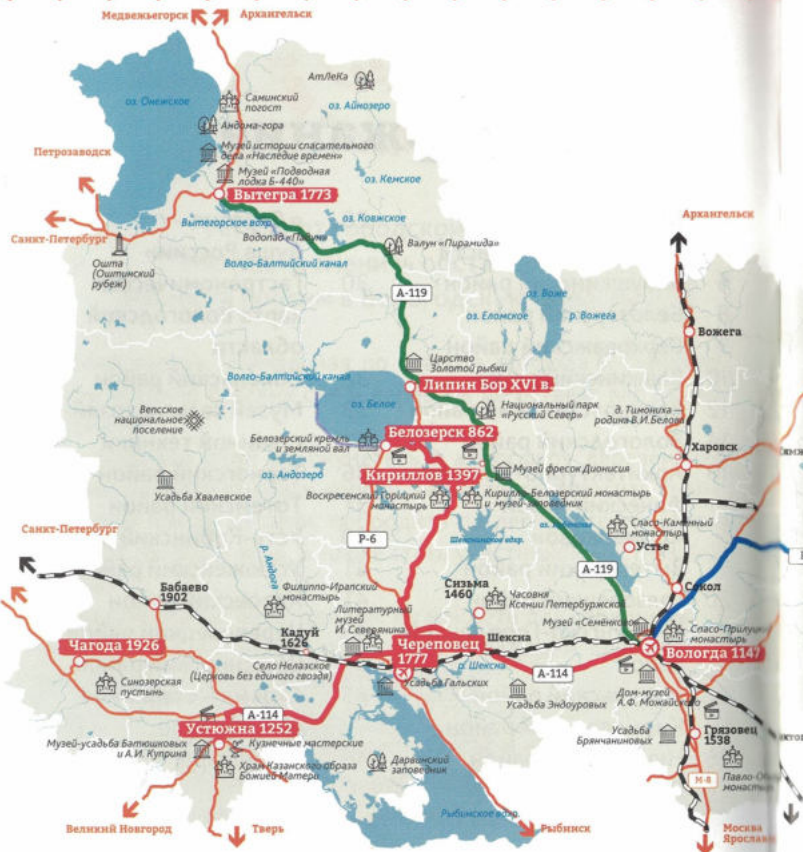 Медвежьегорск
Архангельск
АтЛеКа
оз. Онежское
Саминский
погост
оз. Айнозеро
Андома-гора
Музей истории спасательного
дела «Наследие времен»
Петрозаводск
Музей «Подводная
лодка Б-440»
оз. Кемское
Вытегра 1773
оз. Ковжское
Архангельск
Вытегорское вдхр.
Водопад «Падун»
Санкт-Петербург
Валун «Пирамида»
Ошта
(Оштинский
рубеж)
Волго-Балтийский канал
А-119
оз. Воже
оз. Еломское
р. Вожега
Вожега
Царство
Золотой рыбки
Волго-Балтийский канал
Липин Бор XVI в.
оз. Белое
Национальный парк
«Русский Север»
Вепсское
национальное
поселение
д. Тимониха —
родина В.И.Белова
Белозерск 862
Белозерский кремль
и земляной вал
Харовск
Кириллов 1397
Музей фресок Дионисия
оз. Андозеро
Усадьба Хвалевское
Воскресенский Горицкий
монастырь
Кирилло-Белозерский монастырь
и музей-заповедник
Санкт-Петербург
Р-6
Шекснинское вдхр.
Спасо-Каменный
монастырь
Устье
р. Андога
А-119
Бабаево
1902
Филиппо-Ирапский
монастырь
Сизьма
1460
Часовня
Ксении Петербуржской
Сокол
Литературный
музей
И. Северянина
Музей «Семёнково»
Кадуй
1626
Череповец
1777
Шексна
Спасо-Прилуцкий
монастырь
Чагода 1926
Вологда 1147
р. Шексна
Село Нелазское
(Церковь без единого гвоздя)
Усадьба Гальских
А-114
Синозерская
пустынь
Усадьба Эндоуровых
Дом-музей
А.Ф. Можайского
А-114
Устюжна 1252
Усадьба
Брянчаниновых
Грязовец
1538
Музей-усадьба Батюшковых
и А.И. Куприна
Кузнечные мастерские
Дарвинский
заповедник
Храм Казанского образа
Божией Матери
М-8
монастырь
Рыбинское вдхр.
Великий Новгород
Тверь
Рыбинск
Москва